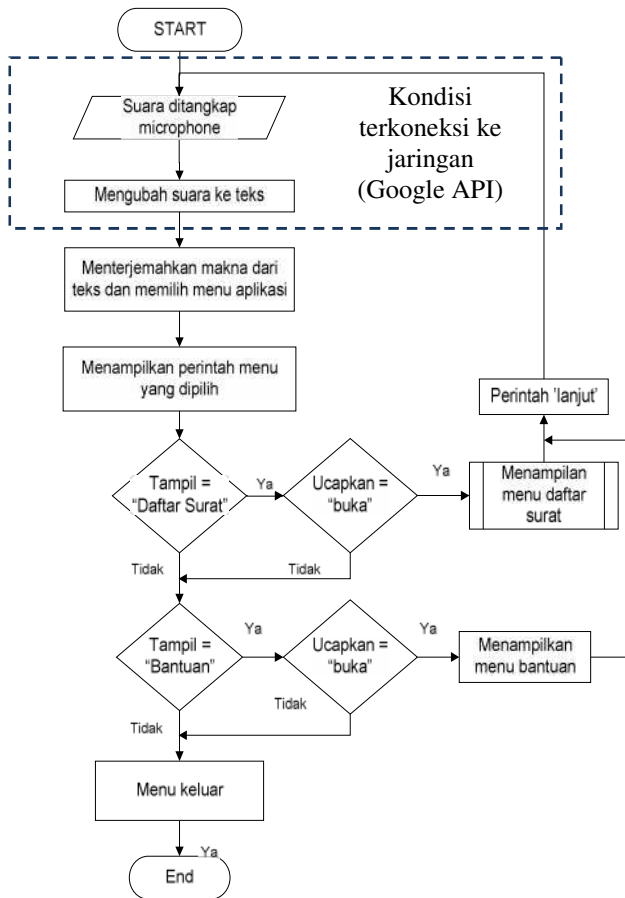 START
Suara ditangkap
microphone
Kondisi
terkoneksi ke
jaringan
(Google API)
Mengubah suara ke teks
Menterjemahkan makna dari
teks dan memilih menu aplikasi
Menampilkan perintah menu
yang dipilih
Perintah 'lanjut'
Tampil =
“Daftar Surat”
Ya
Ucapkan =
“buka”
Ya
Menampilan
menu daftar
surat
Tidak
Tidak
Tampil =
“Bantuan”
Ya
Ucapkan =
“buka”
Ya
Menampilkan
menu bantuan
Tidak
Tidak
Menu keluar
Ya
End